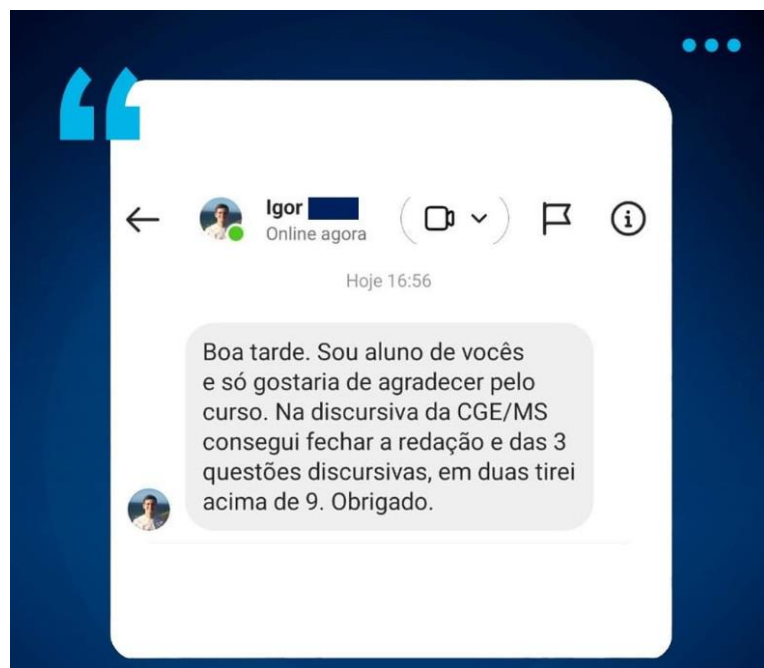 Igor
Online agora
Hoje 16:56
Boa tarde. Sou aluno de vocês
e só gostaria de agradecer pelo
curso. Na discursiva da CGE/MS
consegui fechar a redação e das 3
questões discursivas, em duas tirei
acima de 9. Obrigado.